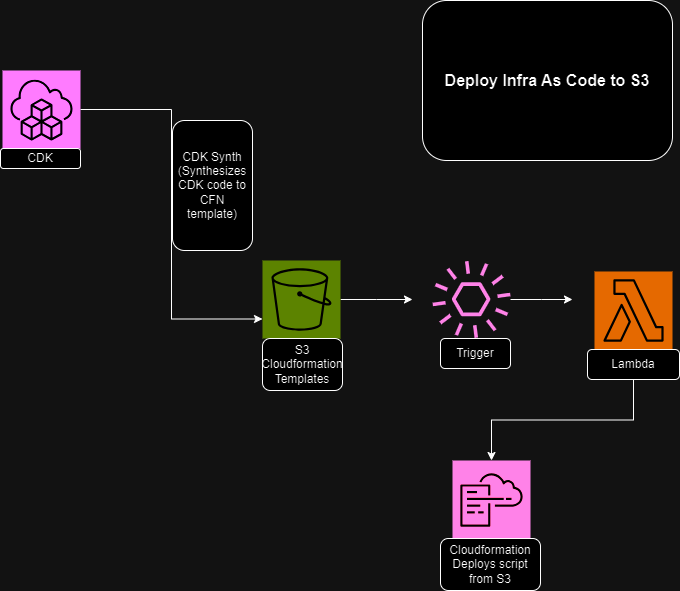 Deploy Infra As Code to S3
CDK
CDK Synth
(Synthesizes
CDK code to
CFN
template)
S3
Cloudformation
Templates
Trigger
Lambda
Cloudformation
Deploys script
from S3